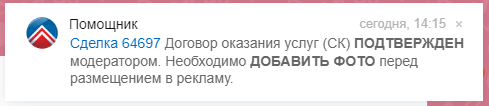 Помощник
сегодня, 14:15 ×
Сделка 64697 Договор оказания услуг (СК) ПОДТВЕРЖДЕН
модератором. Необходимо ДОБАВИТЬ ФОТО перед
размещением в рекламу.